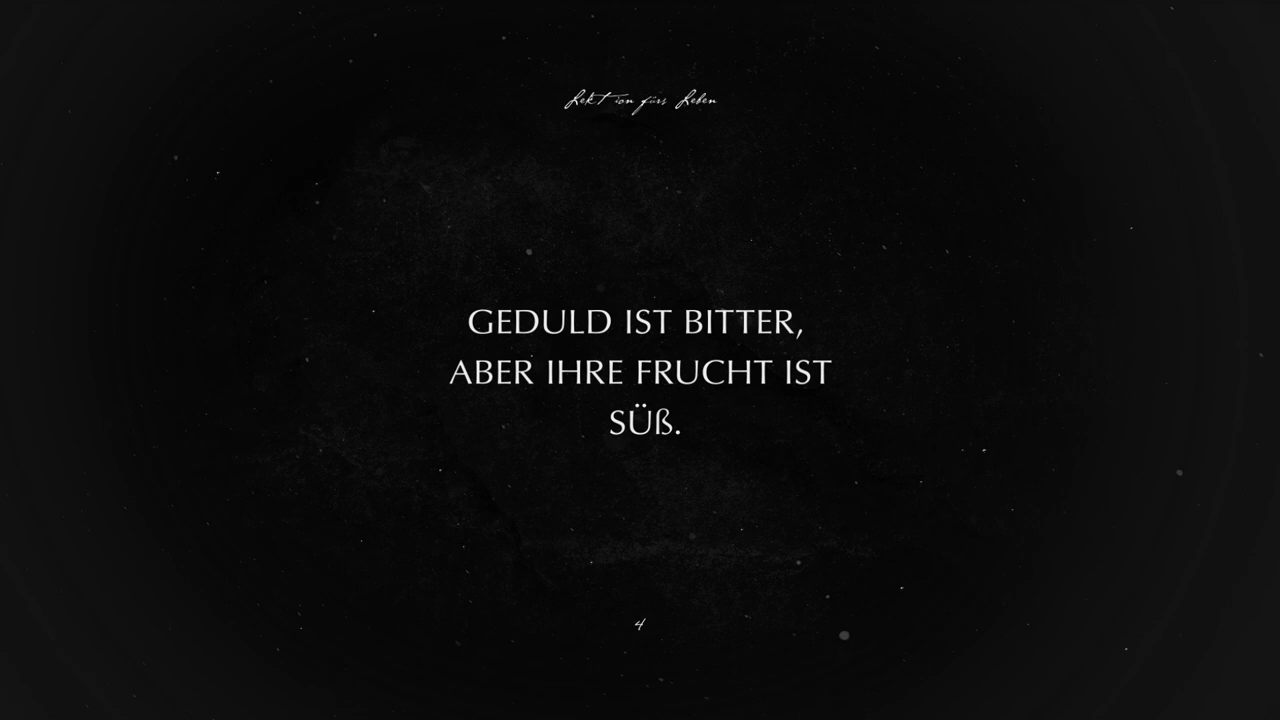 Lektion fürs Leben
GEDULD IST BITTER,
ABER IHRE FRUCHT IST
SÜß.
4